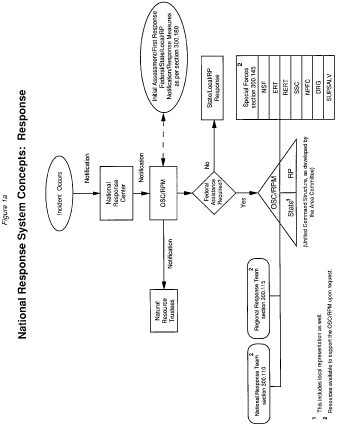 Figure 1a
National Response System Concepts: Response
Incident Occurs
Notification
National
Response
Center
Notification
OSC/RPM
Initial Assessment/First Response
Federal/State/Local/RP
Notification/Response Measures
as per section 300.180
Notification
Natural
Resource
Trustees
Federal
Assistance
Required?
No
State/Local/RP
Response
Yes
OSC/RPM
State¹
RP
(Unified Command Structure, as developed by
the Area Committee)
2
Special Forces
section 300.145
NSF
ERT
RERT
SSC
NPFC
DRG
SUPSALV
2
Regional Response Team
section 300.115
2
National Response Team
section 300.110
1 This includes local representation as well.
2 Resources available to support the OSC/RPM upon request.